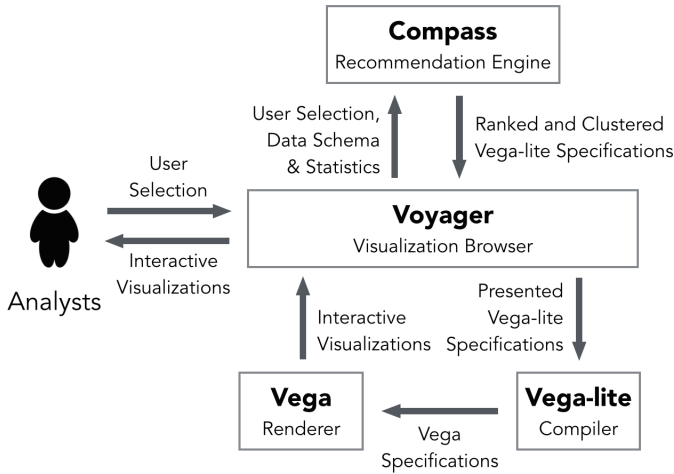 Compass
Recommendation Engine
User Selection,
Data Schema
& Statistics
Ranked and Clustered
Vega-lite Specifications
User
Selection
Voyager
Visualization Browser
Interactive
Visualizations
Analysts
Interactive
Visualizations
Presented
Vega-lite
Specifications
Vega
Renderer
Vega-lite
Compiler
Vega
Specifications